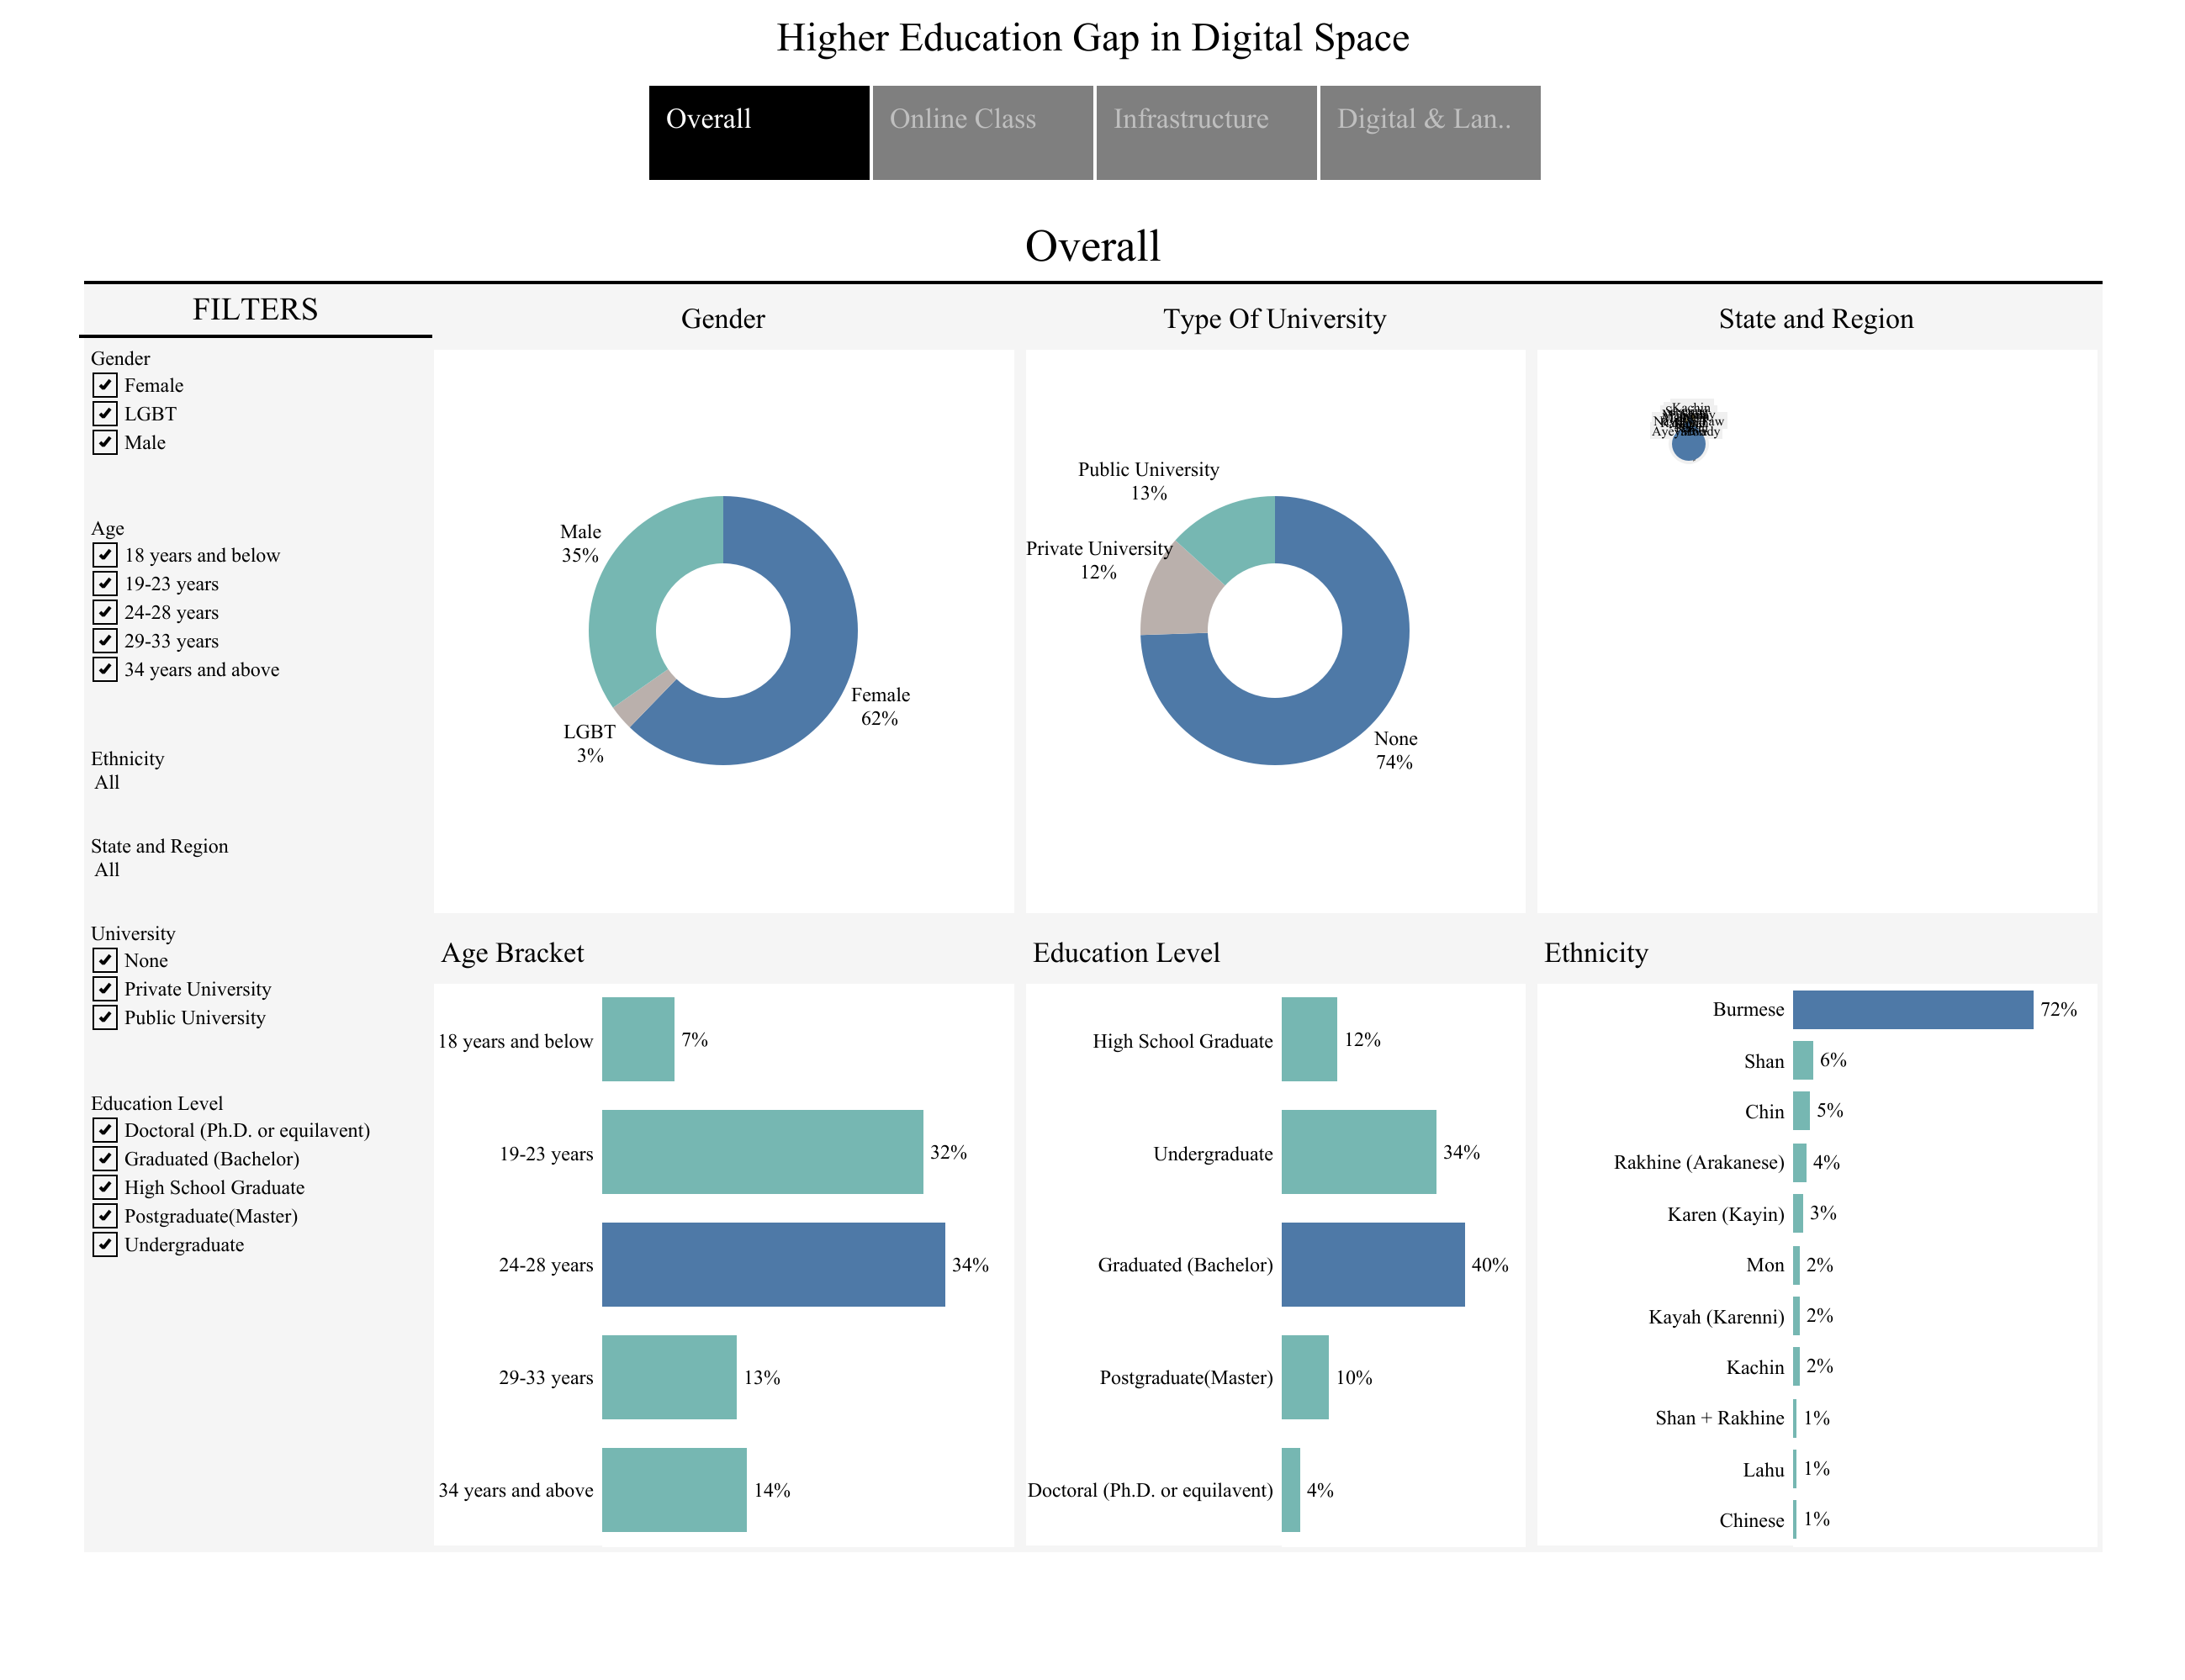 Higher Education Gap in Digital Space
Overall
Online Class
Infrastructure
Digital & Lan..
Overall
FILTERS
Gender
Female
LGBT
Male
Age
18 years and below
19-23 years
24-28 years
29-33 years
34 years and above
Ethnicity
All
State and Region
All
University
None
Private University
Public University
Education Level
Doctoral (Ph.D. or equilavent)
Graduated (Bachelor)
High School Graduate
Postgraduate(Master)
Undergraduate
Gender
Male
35%
LGBT
3%
Female
62%
Type Of University
Public University
13%
Private University
12%
None
74%
State and Region
Kachin
Age Bracket
18 years and below 7%
19-23 years 32%
24-28 years 34%
29-33 years 13%
34 years and above 14%
Education Level
High School Graduate 12%
Undergraduate 34%
Graduated (Bachelor) 40%
Postgraduate(Master) 10%
Doctoral (Ph.D. or equilavent) 4%
Ethnicity
Burmese 72%
Shan 6%
Chin 5%
Rakhine (Arakanese) 4%
Karen (Kayin) 3%
Mon 2%
Kayah (Karenni) 2%
Kachin 2%
Shan + Rakhine 1%
Lahu 1%
Chinese 1%